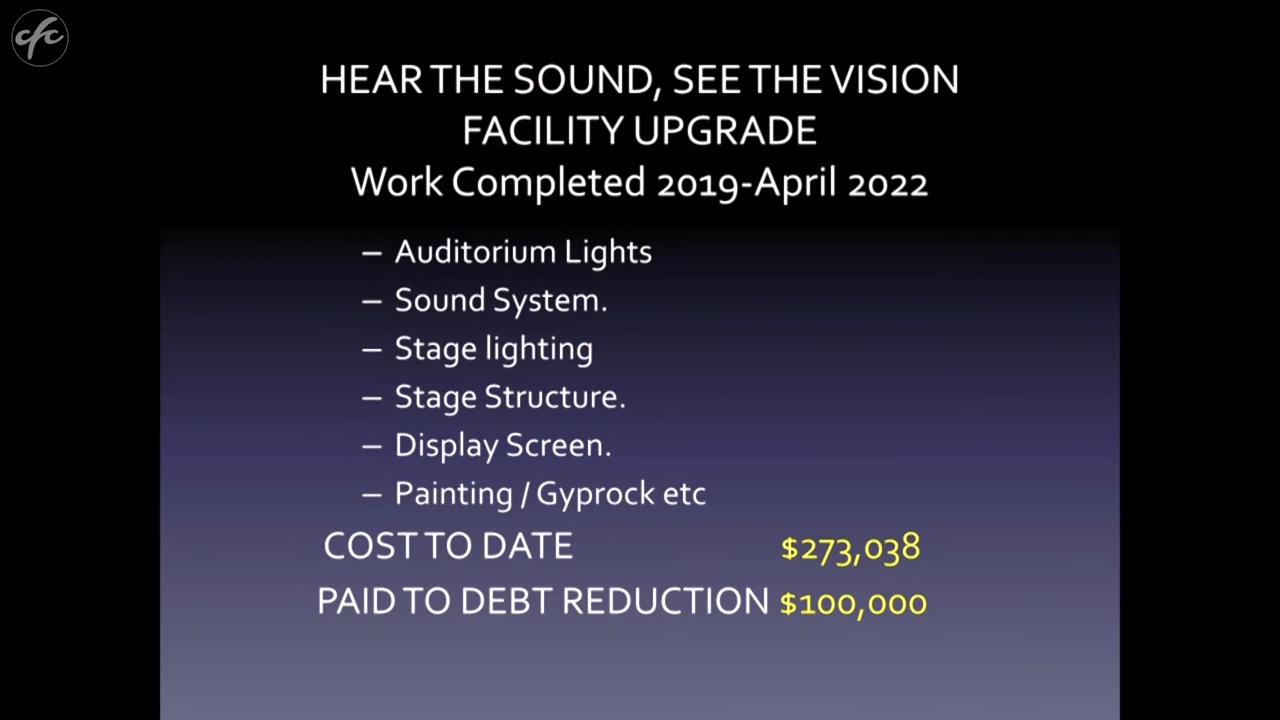 cfc
HEAR THE SOUND, SEE THE VISION
FACILITY UPGRADE
Work Completed 2019-April 2022
– Auditorium Lights
– Sound System.
– Stage lighting
– Stage Structure.
– Display Screen.
– Painting / Gyprock etc
COST TO DATE $273,038
PAID TO DEBT REDUCTION $100,000